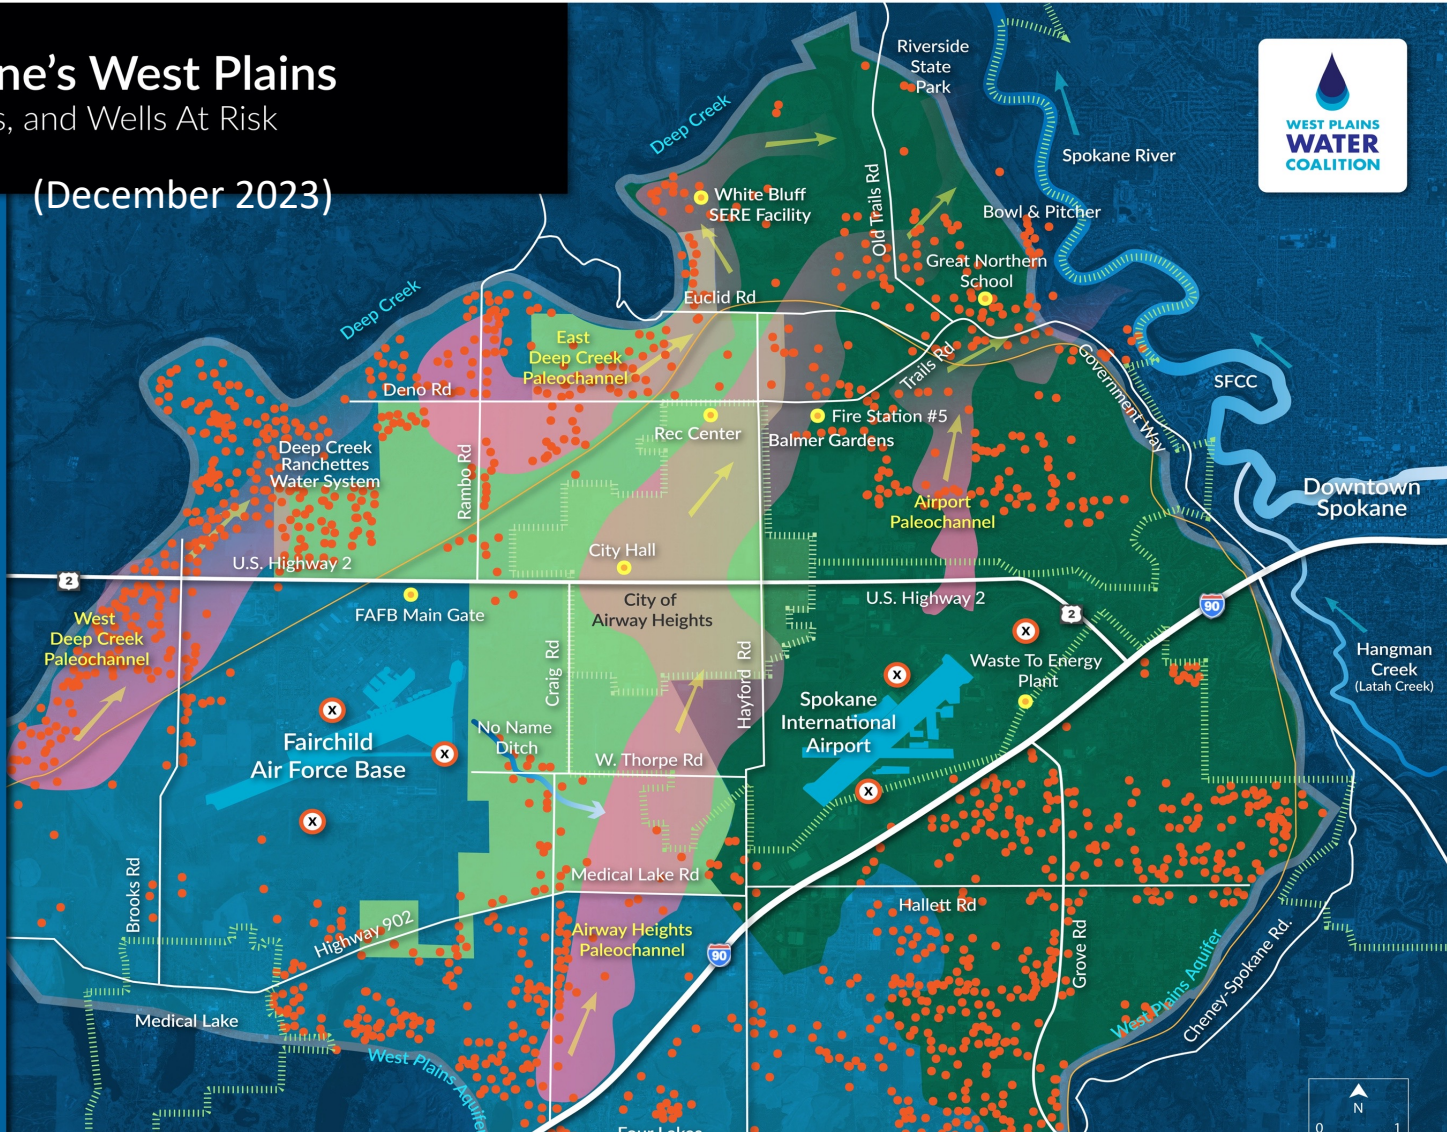 ne's West Plains
s, and Wells At Risk
(December 2023)
WEST PLAINS
WATER
COALITION
Riverside
State
Park
Deep Creek
Spokane River
White Bluff
SERE Facility
Old Trails Rd
Bowl & Pitcher
Great Northern
School
Euclid Rd
Deep Creek
East
Deep Creek
Paleochannel
Trails Rd
Government Way
SFCC
Deno Rd
Rec Center
Fire Station #5
Balmer Gardens
Deep Creek
Ranchettes
Water System
Rambo Rd
Airport
Paleochannel
Downtown
Spokane
City Hall
U.S. Highway 2
2
FAFB Main Gate
City of
Airway Heights
U.S. Highway 2
2
90
West
Deep Creek
Paleochannel
Craig Rd
Hayford Rd
X
Waste To Energy
Plant
Hangman
Creek
(Latah Creek)
X
X
Spokane
International
Airport
Fairchild
Air Force Base
X
No Name
Ditch
W. Thorpe Rd
X
X
Brooks Rd
Medical Lake Rd
Hallett Rd
Highway 902
Airway Heights
Paleochannel
90
Grove Rd
West Plains Aquifer
Cheney-Spokane Rd.
Medical Lake
West Plains Aquifer
N
0 1